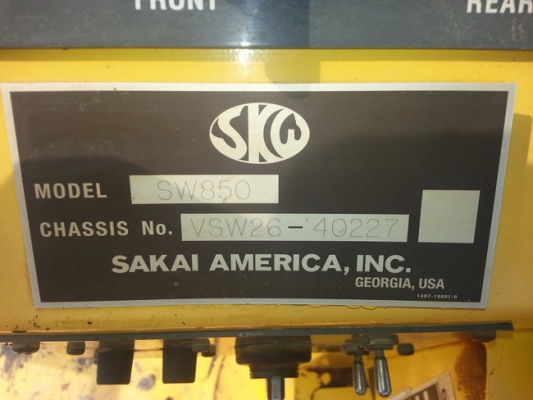 FRONT
REAR
SKW
MODEL SW850
CHASSIS No. VSW26-40227
SAKAI AMERICA, INC.
GEORGIA, USA